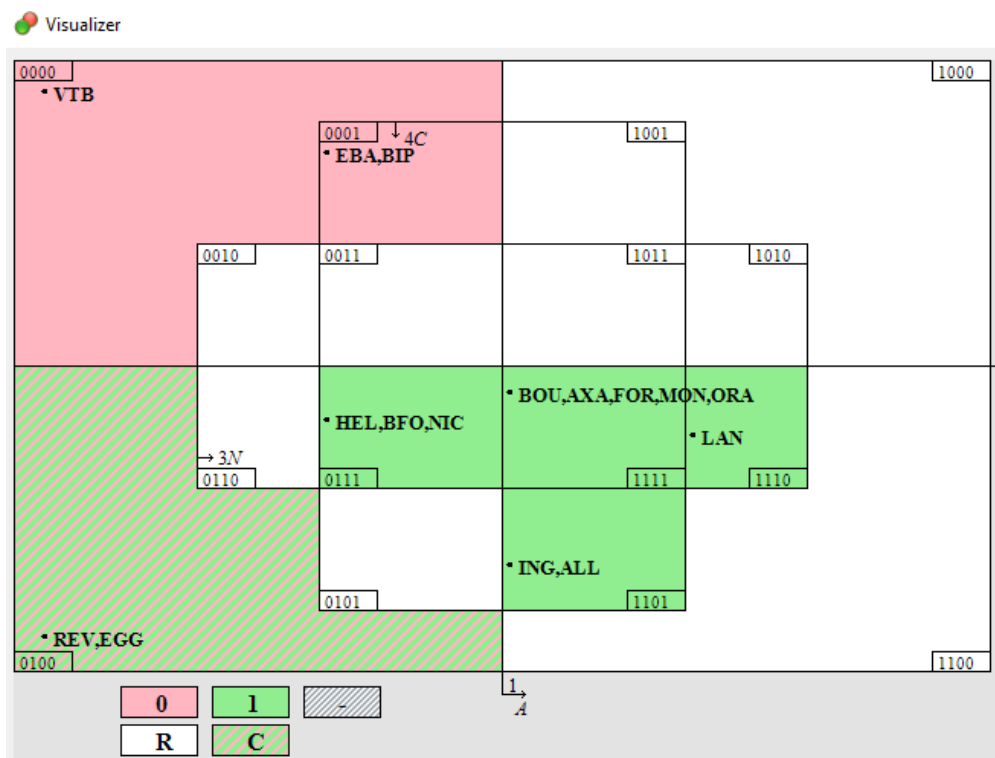 Visualizer
0000
1000
VTB
0001
4C
1001
EBA,BIP
0010
0011
1011
1010
BOU,AXA,FOR,MON,ORA
HEL,BFO,NIC
LAN
3N
0110
0111
1111
1110
ING,ALL
0101
1101
REV,EGG
0100
1100
1
A
0
1
-
R
C